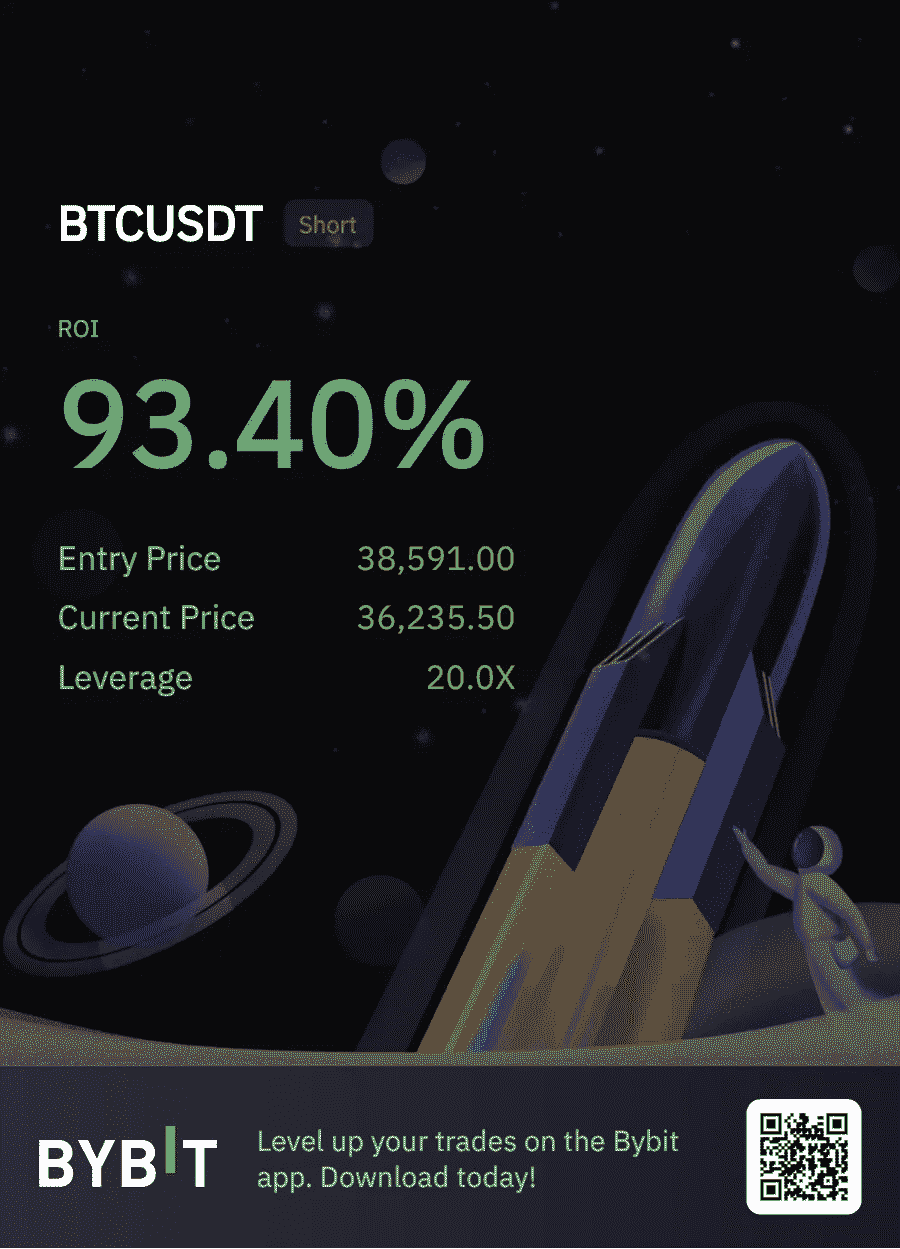 BTCUSDT Short
ROI
93.40%
Entry Price 38,591.00
Current Price 36,235.50
Leverage 20.0X
BYBIT
Level up your trades on the Bybit
app. Download today!